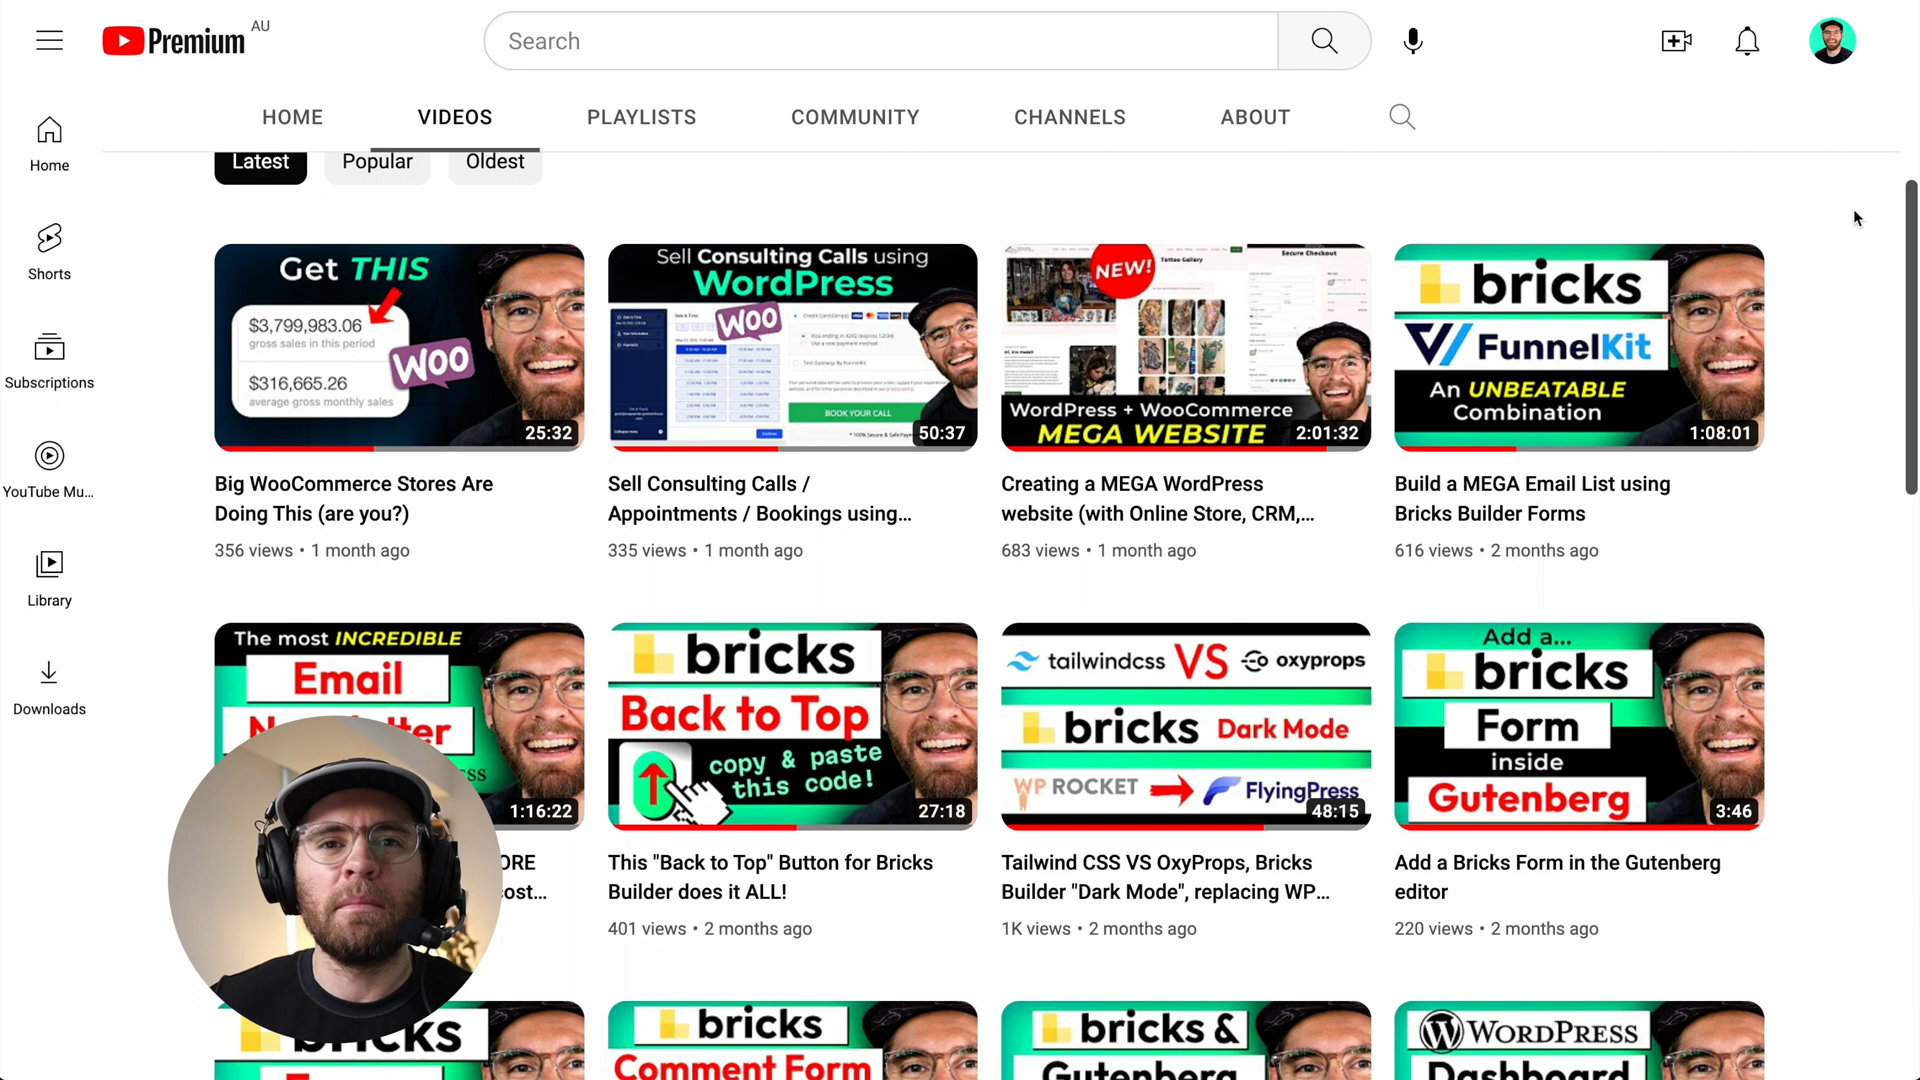 Premium
AU
Search
HOME
VIDEOS
PLAYLISTS
COMMUNITY
CHANNELS
ABOUT
Latest
Popular
Oldest
Home
Shorts
Subscriptions
YouTube Mu...
Library
Downloads
Get THIS
$3,799,983.06
gross sales in this period
$316,665.26
average gross monthly sales
WOO
25:32
Big WooCommerce Stores Are
Doing This (are you?)
356 views • 1 month ago
Sell Consulting Calls using
WordPress
WOO
BOOK YOUR CALL
50:37
Sell Consulting Calls /
Appointments / Bookings using...
335 views • 1 month ago
NEW!
Tattoo Gallery
Secure Checkout
WordPress + WooCommerce
MEGA WEBSITE
2:01:32
Creating a MEGA WordPress
website (with Online Store, CRM,...
683 views • 1 month ago
bricks
FunnelKit
An UNBEATABLE
Combination
1:08:01
Build a MEGA Email List using
Bricks Builder Forms
616 views • 2 months ago
The most INCREDIBLE
Email
1:16:22
ORE
ost...
bricks
Back to Top
copy & paste
this code!
27:18
This "Back to Top" Button for Bricks
Builder does it ALL!
401 views • 2 months ago
tailwindcss VS oxyprops
bricks Dark Mode
WP ROCKET FlyingPress
48:15
Tailwind CSS VS OxyProps, Bricks
Builder "Dark Mode", replacing WP...
1K views • 2 months ago
Add a...
bricks
Form
inside
Gutenberg
3:46
Add a Bricks Form in the Gutenberg
editor
220 views • 2 months ago
bricks
bricks
Comment Form
bricks &
Gutenberg
WORDPRESS
Dashboard